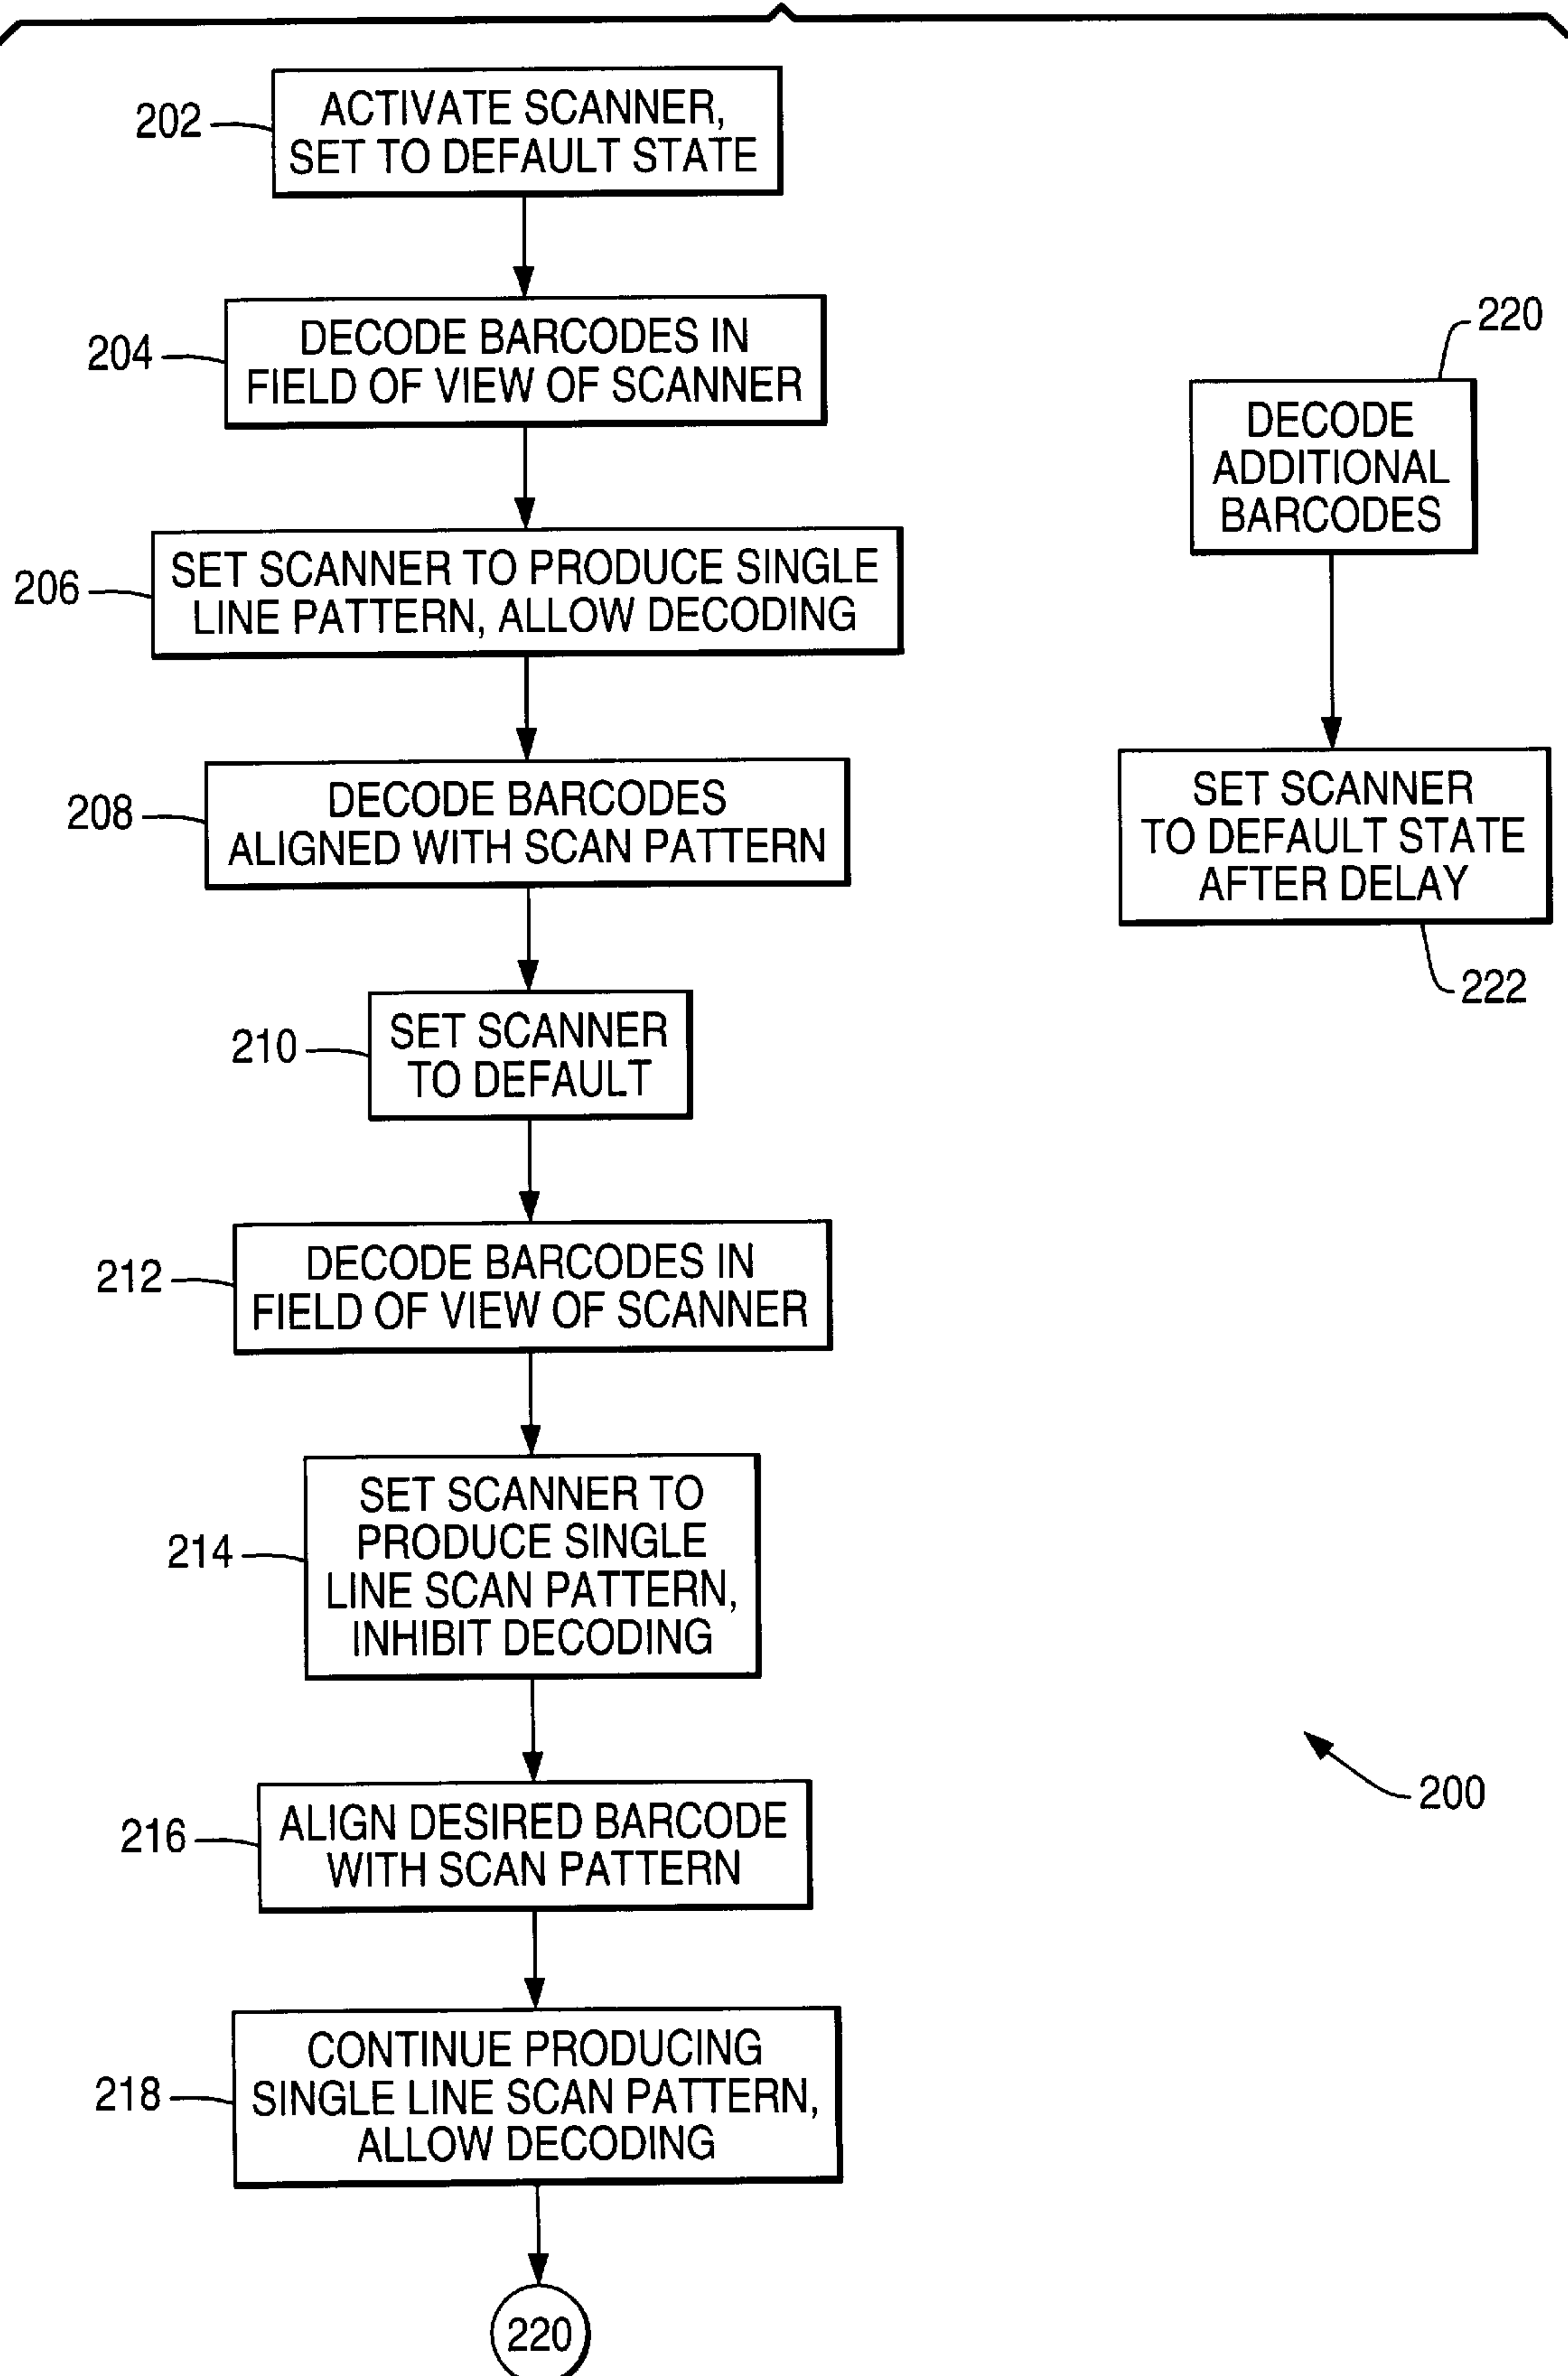 202
ACTIVATE SCANNER,
SET TO DEFAULT STATE
204
DECODE BARCODES IN
FIELD OF VIEW OF SCANNER
206
SET SCANNER TO PRODUCE SINGLE
LINE PATTERN, ALLOW DECODING
208
DECODE BARCODES
ALIGNED WITH SCAN PATTERN
210
SET SCANNER
TO DEFAULT
212
DECODE BARCODES IN
FIELD OF VIEW OF SCANNER
214
SET SCANNER TO
PRODUCE SINGLE
LINE SCAN PATTERN,
INHIBIT DECODING
216
ALIGN DESIRED BARCODE
WITH SCAN PATTERN
218
CONTINUE PRODUCING
SINGLE LINE SCAN PATTERN,
ALLOW DECODING
220
220
DECODE
ADDITIONAL
BARCODES
SET SCANNER
TO DEFAULT STATE
AFTER DELAY
222
200